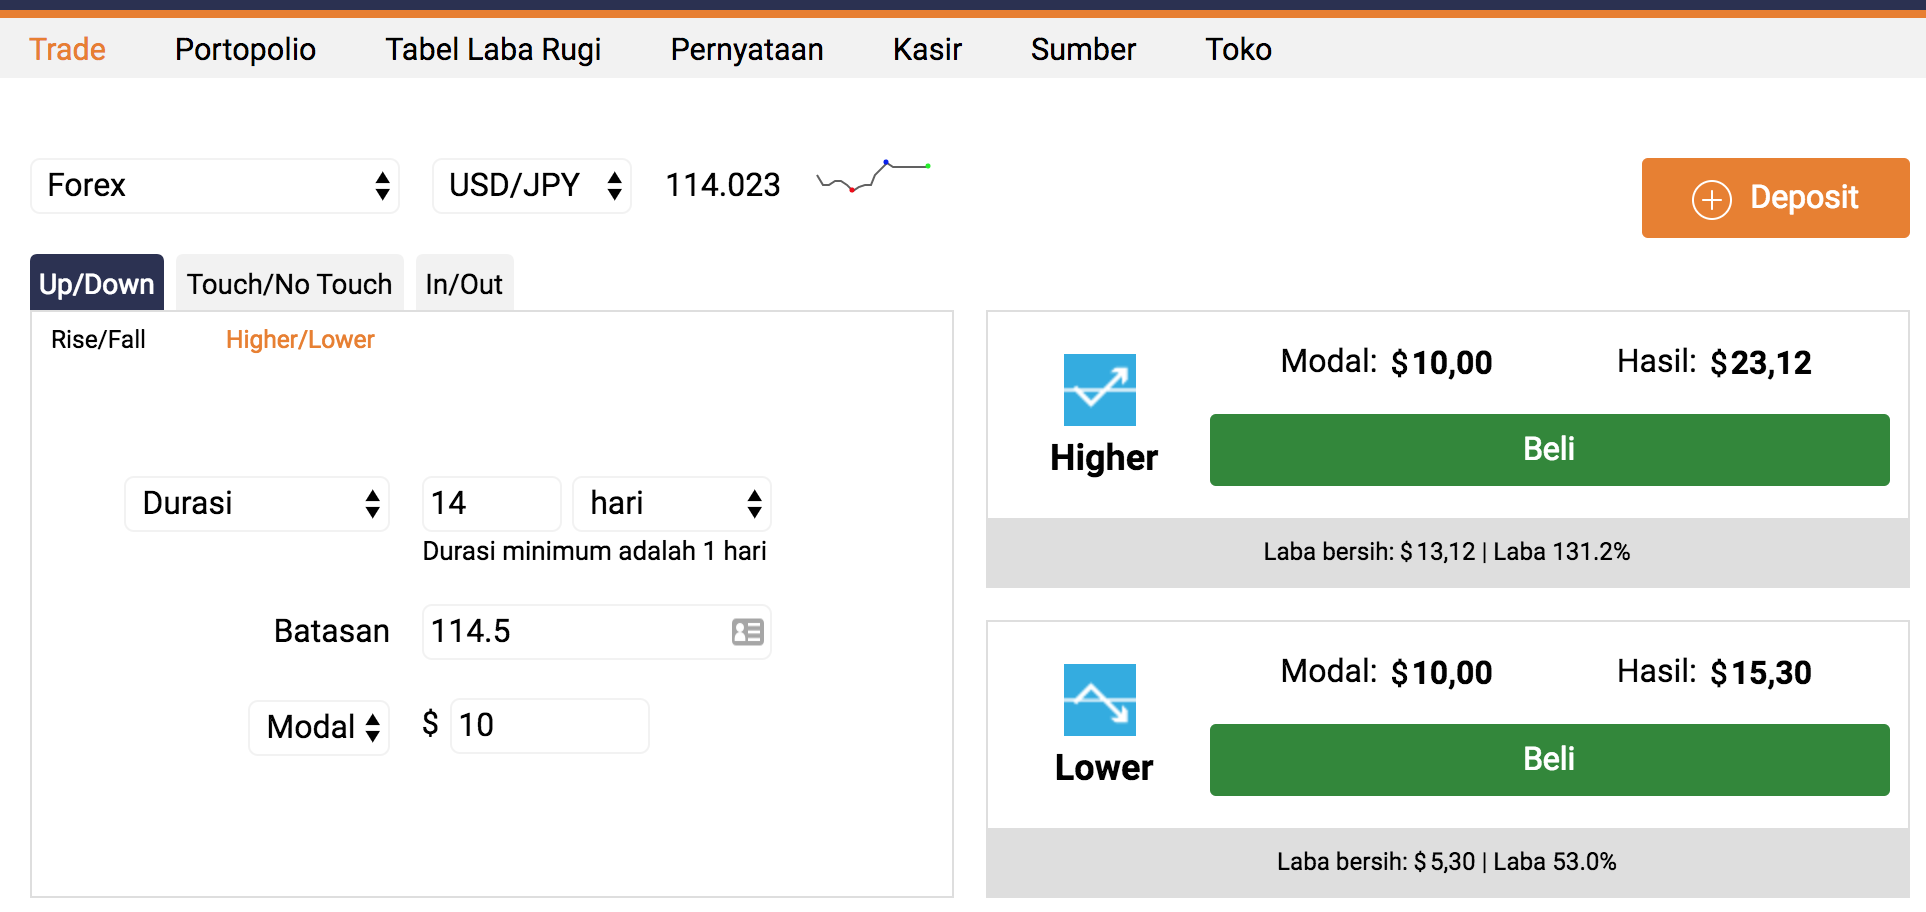 Trade Portopolio Tabel Laba Rugi Pernyataan Kasir Sumber Toko
Forex USD/JPY 114.023
Deposit
Up/Down Touch/No Touch In/Out
Rise/Fall Higher/Lower
Durasi 14 hari
Durasi minimum adalah 1 hari
Batasan 114.5
Modal $ 10
Modal: $10,00 Hasil: $23,12
Higher
Beli
Laba bersih: $13,12 | Laba 131.2%
Modal: $10,00 Hasil: $15,30
Lower
Beli
Laba bersih: $5,30 | Laba 53.0%